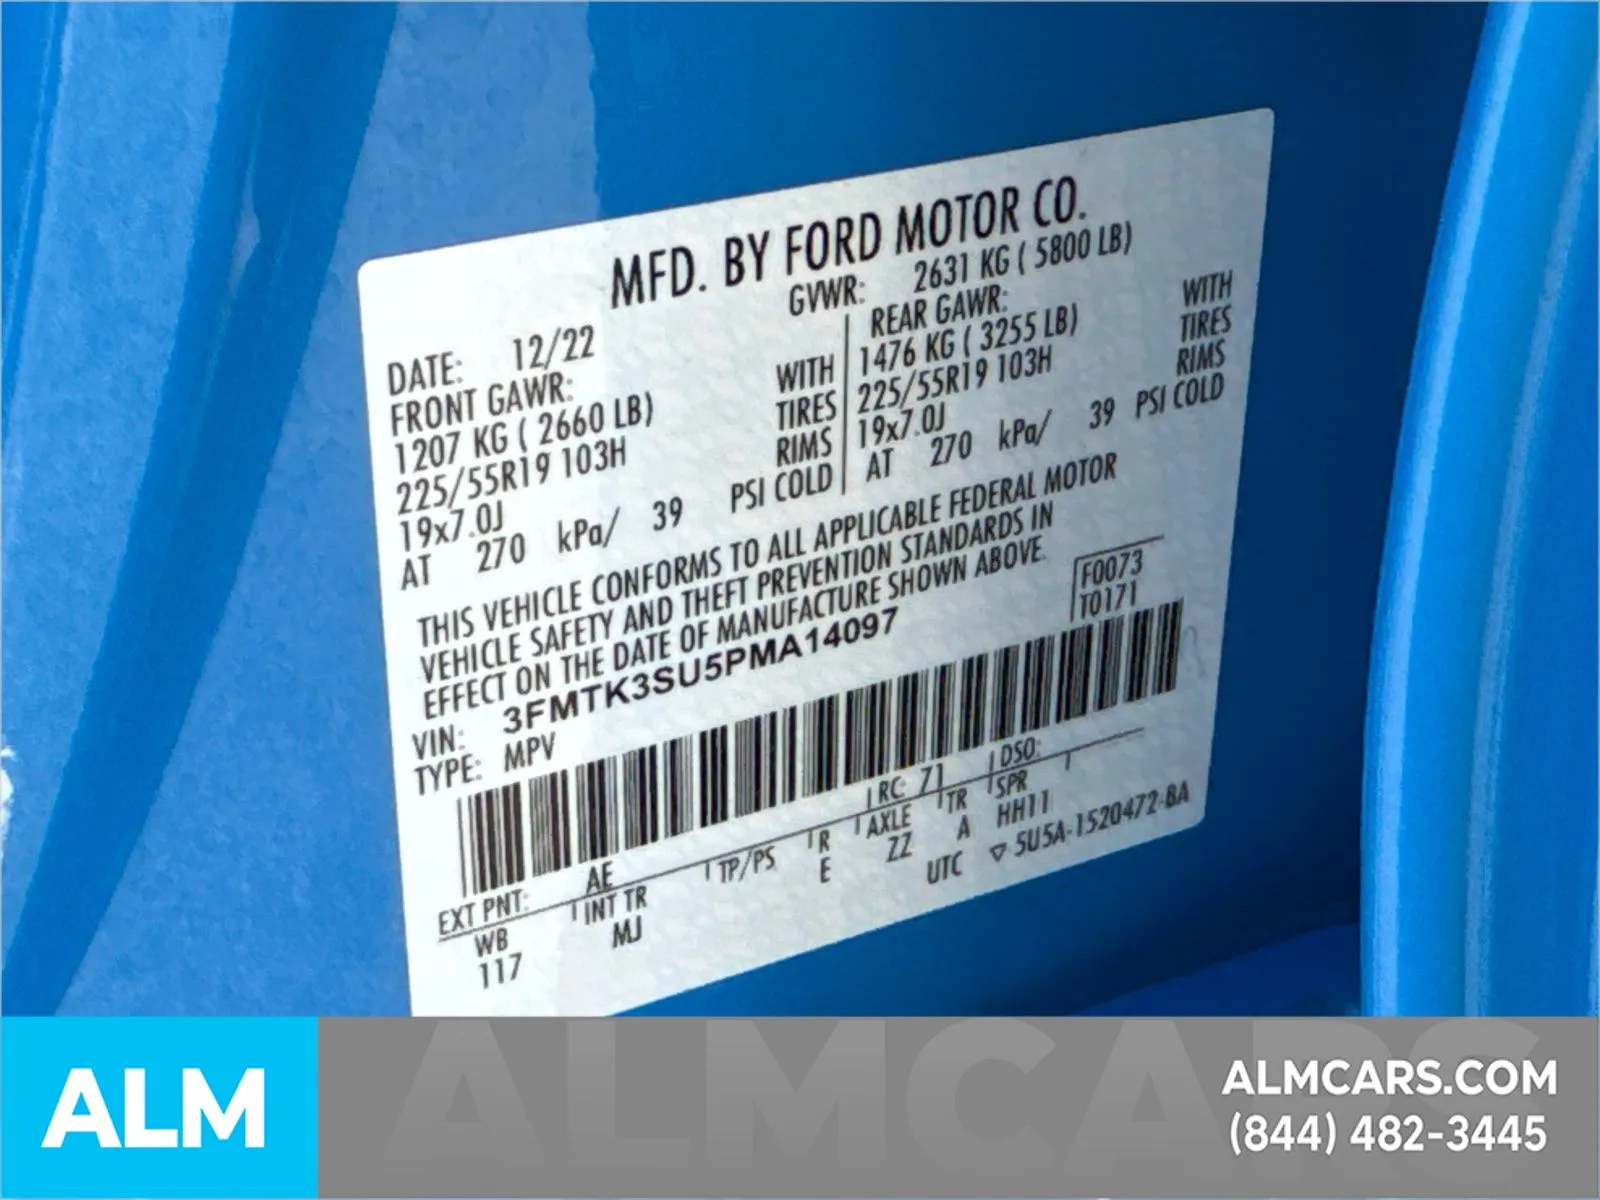 MFD. BY FORD MOTOR CO.
DATE: 12/22 GVWR: 2631 KG ( 5800 LB)
FRONT GAWR: REAR GAWR:
1207 KG ( 2660 LB) WITH 1476 KG ( 3255 LB) WITH
225/55R19 103H TIRES 225/55R19 103H TIRES
19x7.0J RIMS 19x7.0J RIMS
AT 270 kPa/ 39 PSI COLD AT 270 kPa/ 39 PSI COLD
THIS VEHICLE CONFORMS TO ALL APPLICABLE FEDERAL MOTOR
VEHICLE SAFETY AND THEFT PREVENTION STANDARDS IN
EFFECT ON THE DATE OF MANUFACTURE SHOWN ABOVE.
F0073
T0171
VIN: 3FMTK3SU5PMA14097
TYPE: MPV
EXT PNT: AE RC: 71 DSO:
WB INT TR TP/PS R AXLE TR SPR
117 MJ E ZZ A HH11
UTC ▽ 5U5A-1520472-BA
ALM
ALMCARS
ALMCARS.COM
(844) 482-3445